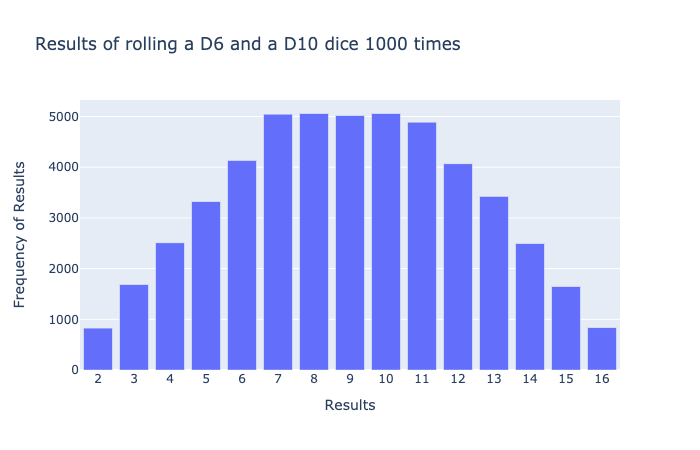 Results of rolling a D6 and a D10 dice 1000 times
Frequency of Results
5000
4000
3000
2000
1000
0
2 3 4 5 6 7 8 9 10 11 12 13 14 15 16
Results